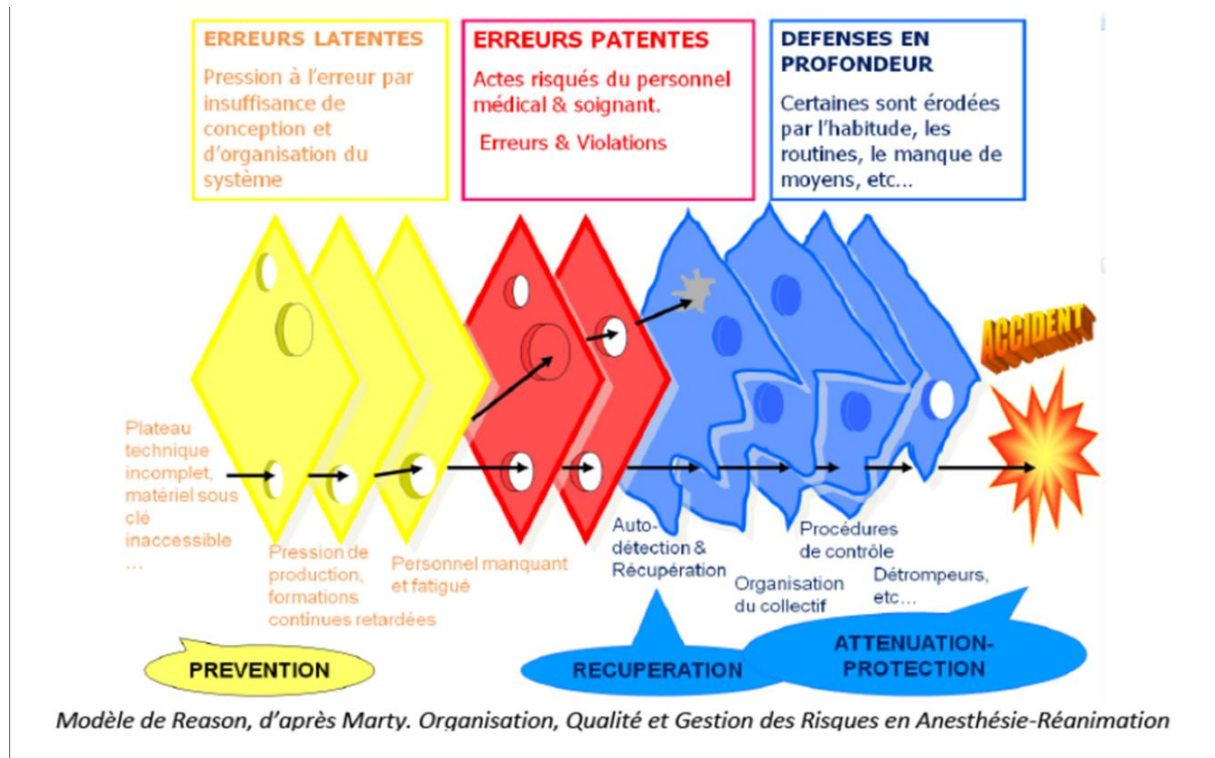 ERREURS LATENTES
Pression à l'erreur par
insuffisance de
conception et
d'organisation du
système
ERREURS PATENTES
Actes risqués du personnel
médical & soignant.
Erreurs & Violations
DEFENSES EN
PROFONDEUR
Certaines sont érodées
par l'habitude, les
routines, le manque de
moyens, etc...
ACCIDENT
Plateau
technique
incomplet,
matériel sous
clé
inaccessible
...
Pression de
production,
formations
continues retardées
Personnel manquant
et fatigué
Auto-
détection &
Récupération
Organisation
du collectif
Procédures
de contrôle
Détrompeurs,
etc...
PREVENTION
RECUPERATION
ATTENUATION-
PROTECTION
Modèle de Reason, d'après Marty. Organisation, Qualité et Gestion des Risques en Anesthésie-Réanimation